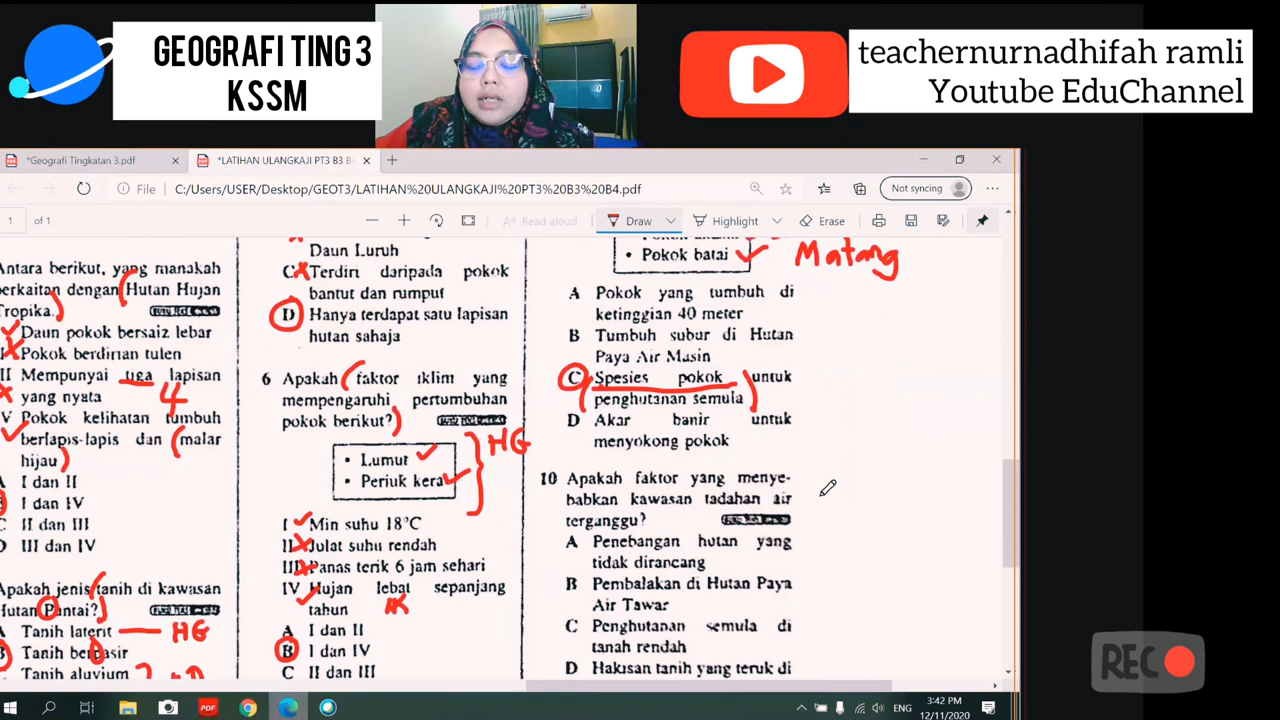 GEOGRAFI TING 3
KSSM
teachernurnadhifah ramli
Youtube EduChannel
*Geografi Tingkatan 3.pdf
*LATIHAN ULANGKAJI PT3 B3 B4
File
C:/Users/USER/Desktop/GEOT3/LATIHAN%20ULANGKAJI%20PT3%20B3%20B4.pdf
Not syncing
1 of 1
Read aloud
Draw
Highlight
Erase
Antara berikut, yang manakah
berkaitan dengan Hutan Hujan
Tropika.
Daun pokok bersaiz lebar
Pokok berdirian tulen
II Mempunyai tiga lapisan
yang nyata 4
V Pokok kelihatan tumbuh
berlapis-lapis dan malar
hijau
A I dan II
I dan IV
C II dan III
D III dan IV
Apakah jenis tanih di kawasan
Hutan Pantai?
A Tanih laterit HG
B Tanih berpasir
Tanih aluvium
Daun Luruh
C Terdiri daripada pokok
bantut dan rumput
D Hanya terdapat satu lapisan
hutan sahaja
6 Apakah faktor iklim yang
mempengaruhi pertumbuhan
pokok berikut?
• Lumut
• Periuk kera
HG
I Min suhu 18°C
II Julat suhu rendah
III Panas terik 6 jam sehari
IV Hujan lebat sepanjang
tahun
A I dan II
B I dan IV
C II dan III
• Pokok batai
Matang
A Pokok yang tumbuh di
ketinggian 40 meter
B Tumbuh subur di Hutan
Paya Air Masin
C Spesies pokok untuk
penghutanan semula
D Akar banir untuk
menyokong pokok
10 Apakah faktor yang menye-
babkan kawasan tadahan air
terganggu?
A Penebangan hutan yang
tidak dirancang
B Pembalakan di Hutan Paya
Air Tawar
C Penghutanan semula di
tanah rendah
D Hakisan tanih yang teruk di
REC
PDF
ENG
3:42 PM
12/11/2020